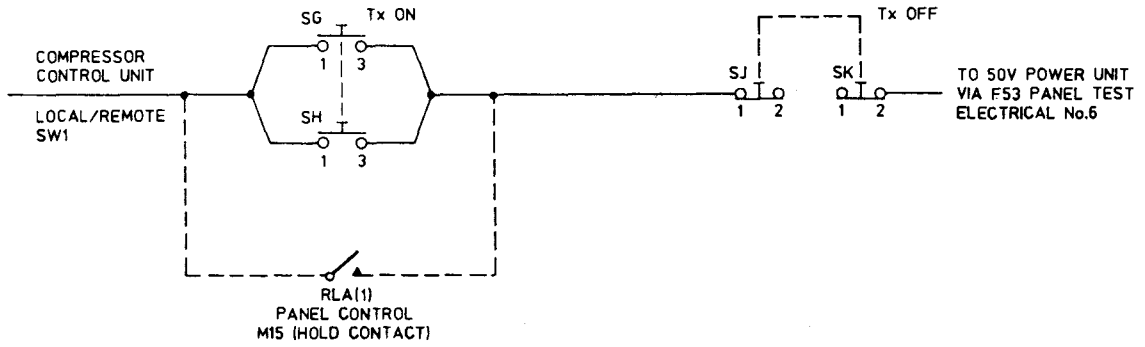 SG Tx ON
1 3
COMPRESSOR
CONTROL UNIT
LOCAL/REMOTE
SW1
SH
1 3
RLA(1)
PANEL CONTROL
M15 (HOLD CONTACT)
Tx OFF
SJ SK
1 2 1 2
TO 50V POWER UNIT
VIA F53 PANEL TEST
ELECTRICAL No.6